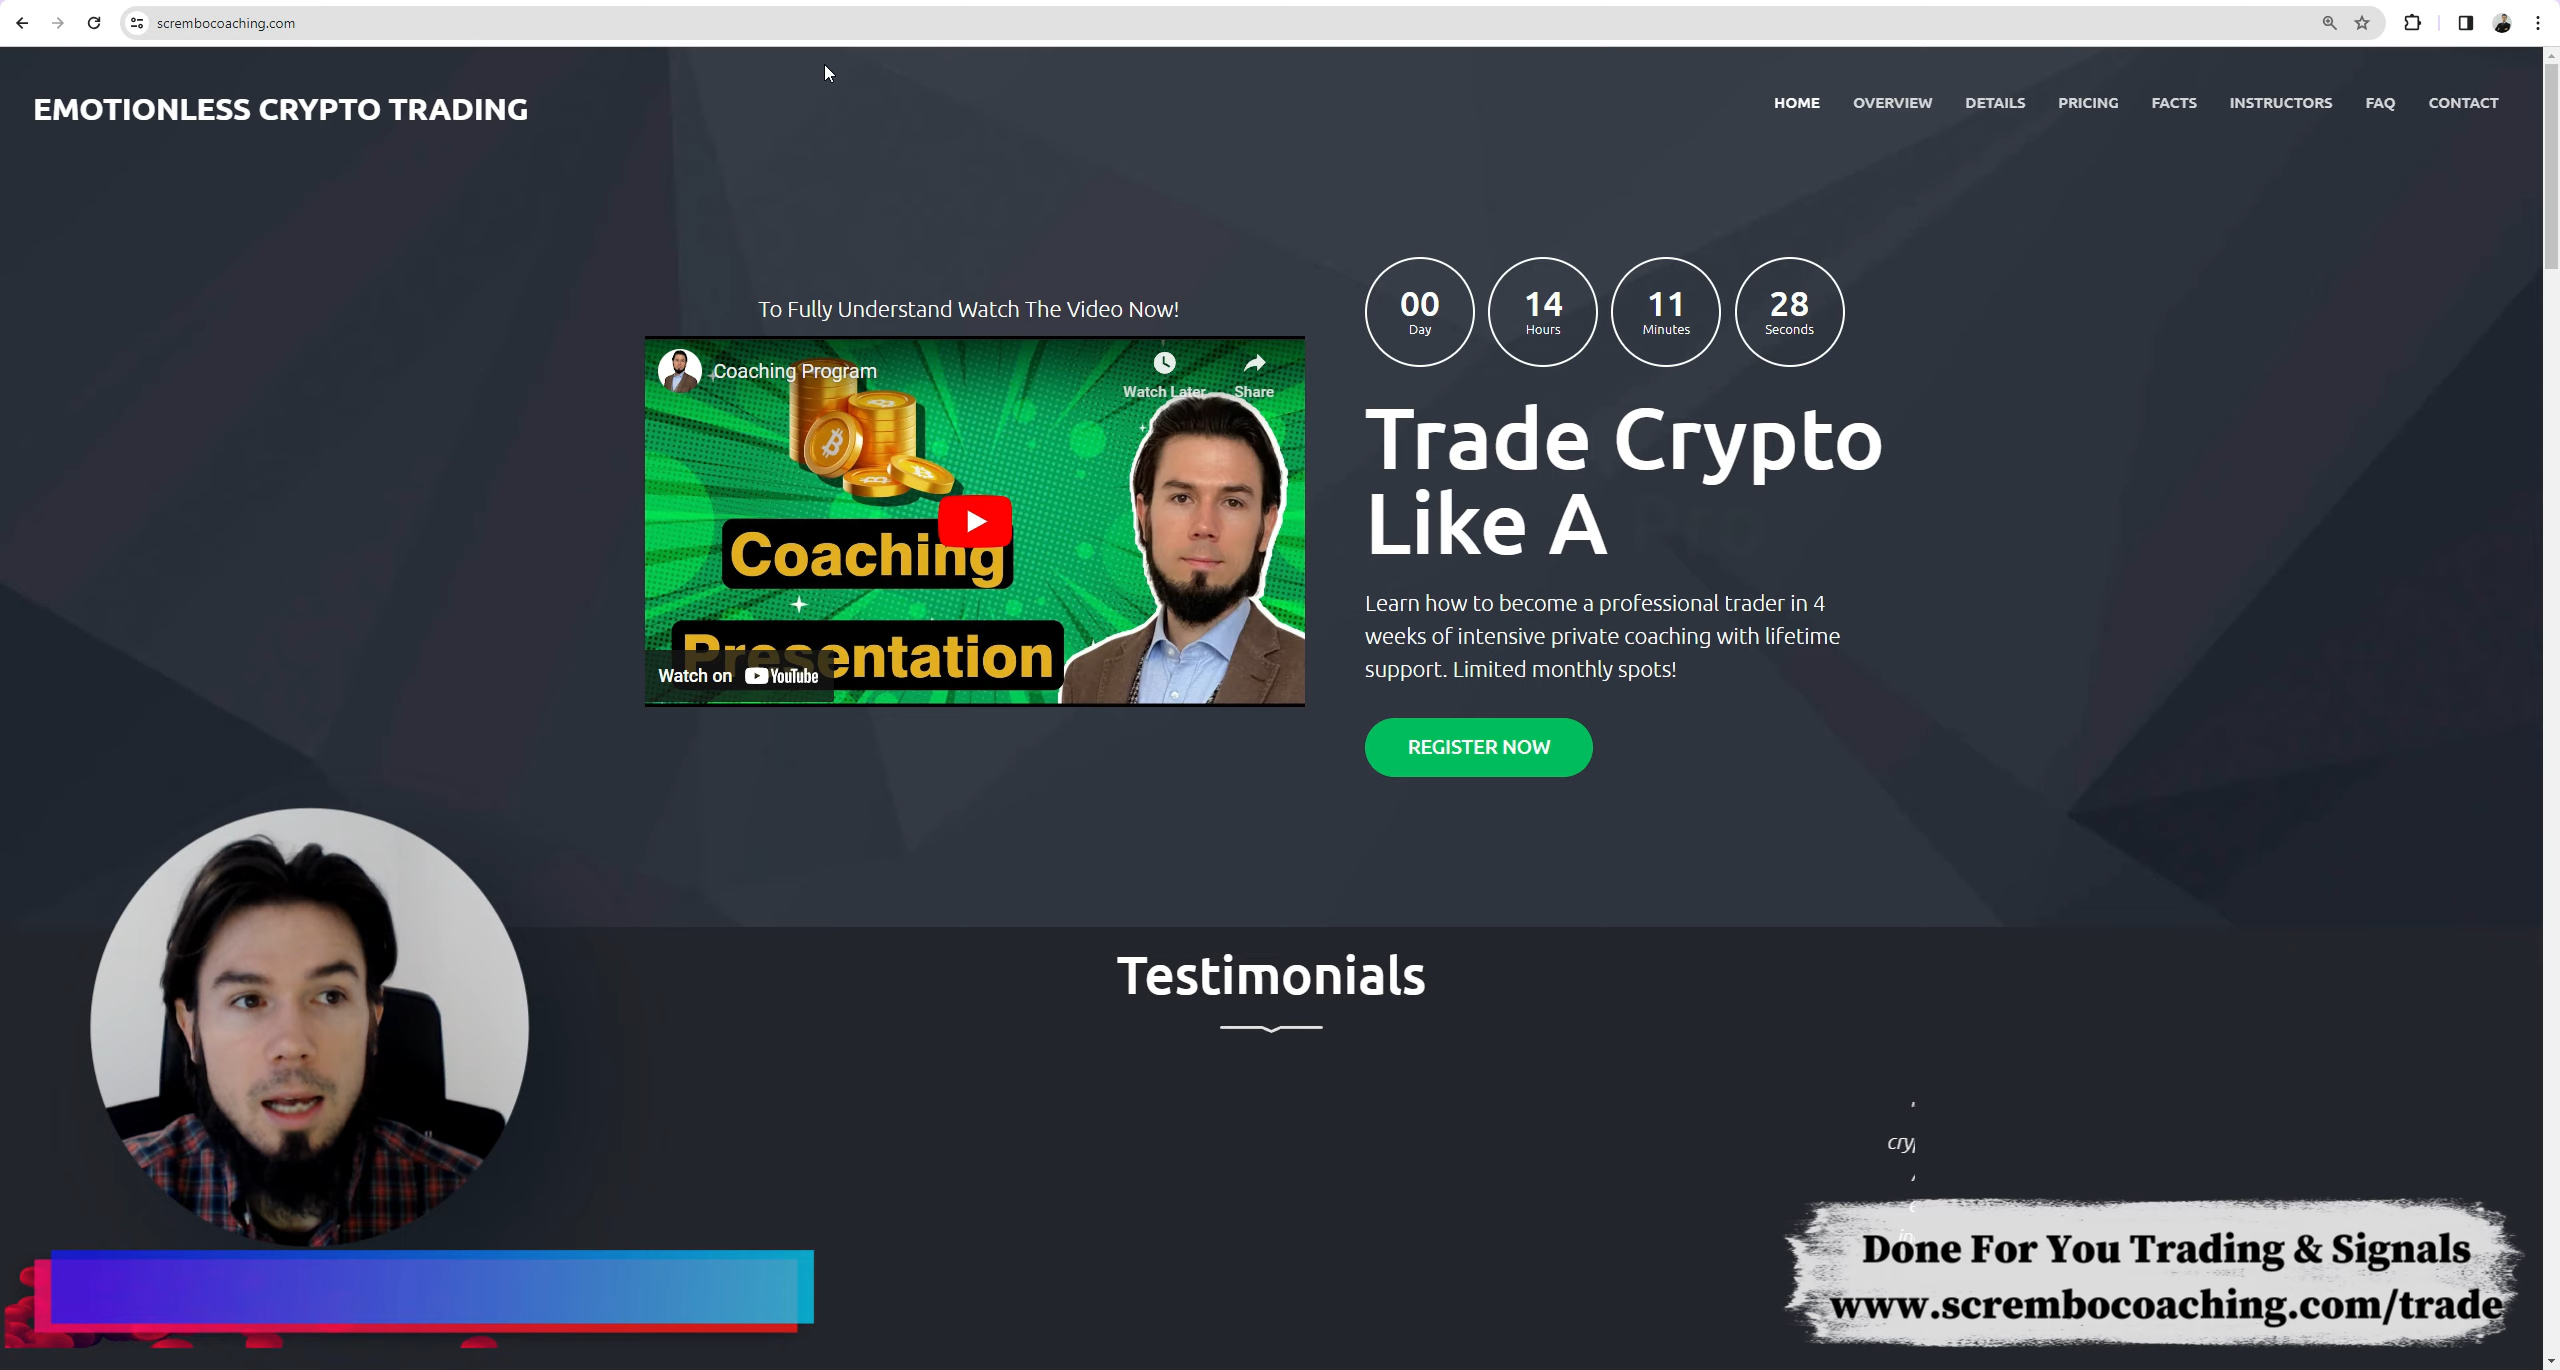 scrembocoaching.com
EMOTIONLESS CRYPTO TRADING
HOME OVERVIEW DETAILS PRICING FACTS INSTRUCTORS FAQ CONTACT
To Fully Understand Watch The Video Now!
Coaching Program
Watch Later Share
Coaching
Presentation
Watch on YouTube
00 14 11 28
Day Hours Minutes Seconds
Trade Crypto
Like A
Learn how to become a professional trader in 4
weeks of intensive private coaching with lifetime
support. Limited monthly spots!
REGISTER NOW
Testimonials
Done For You Trading & Signals
www.scrembocoaching.com/trade